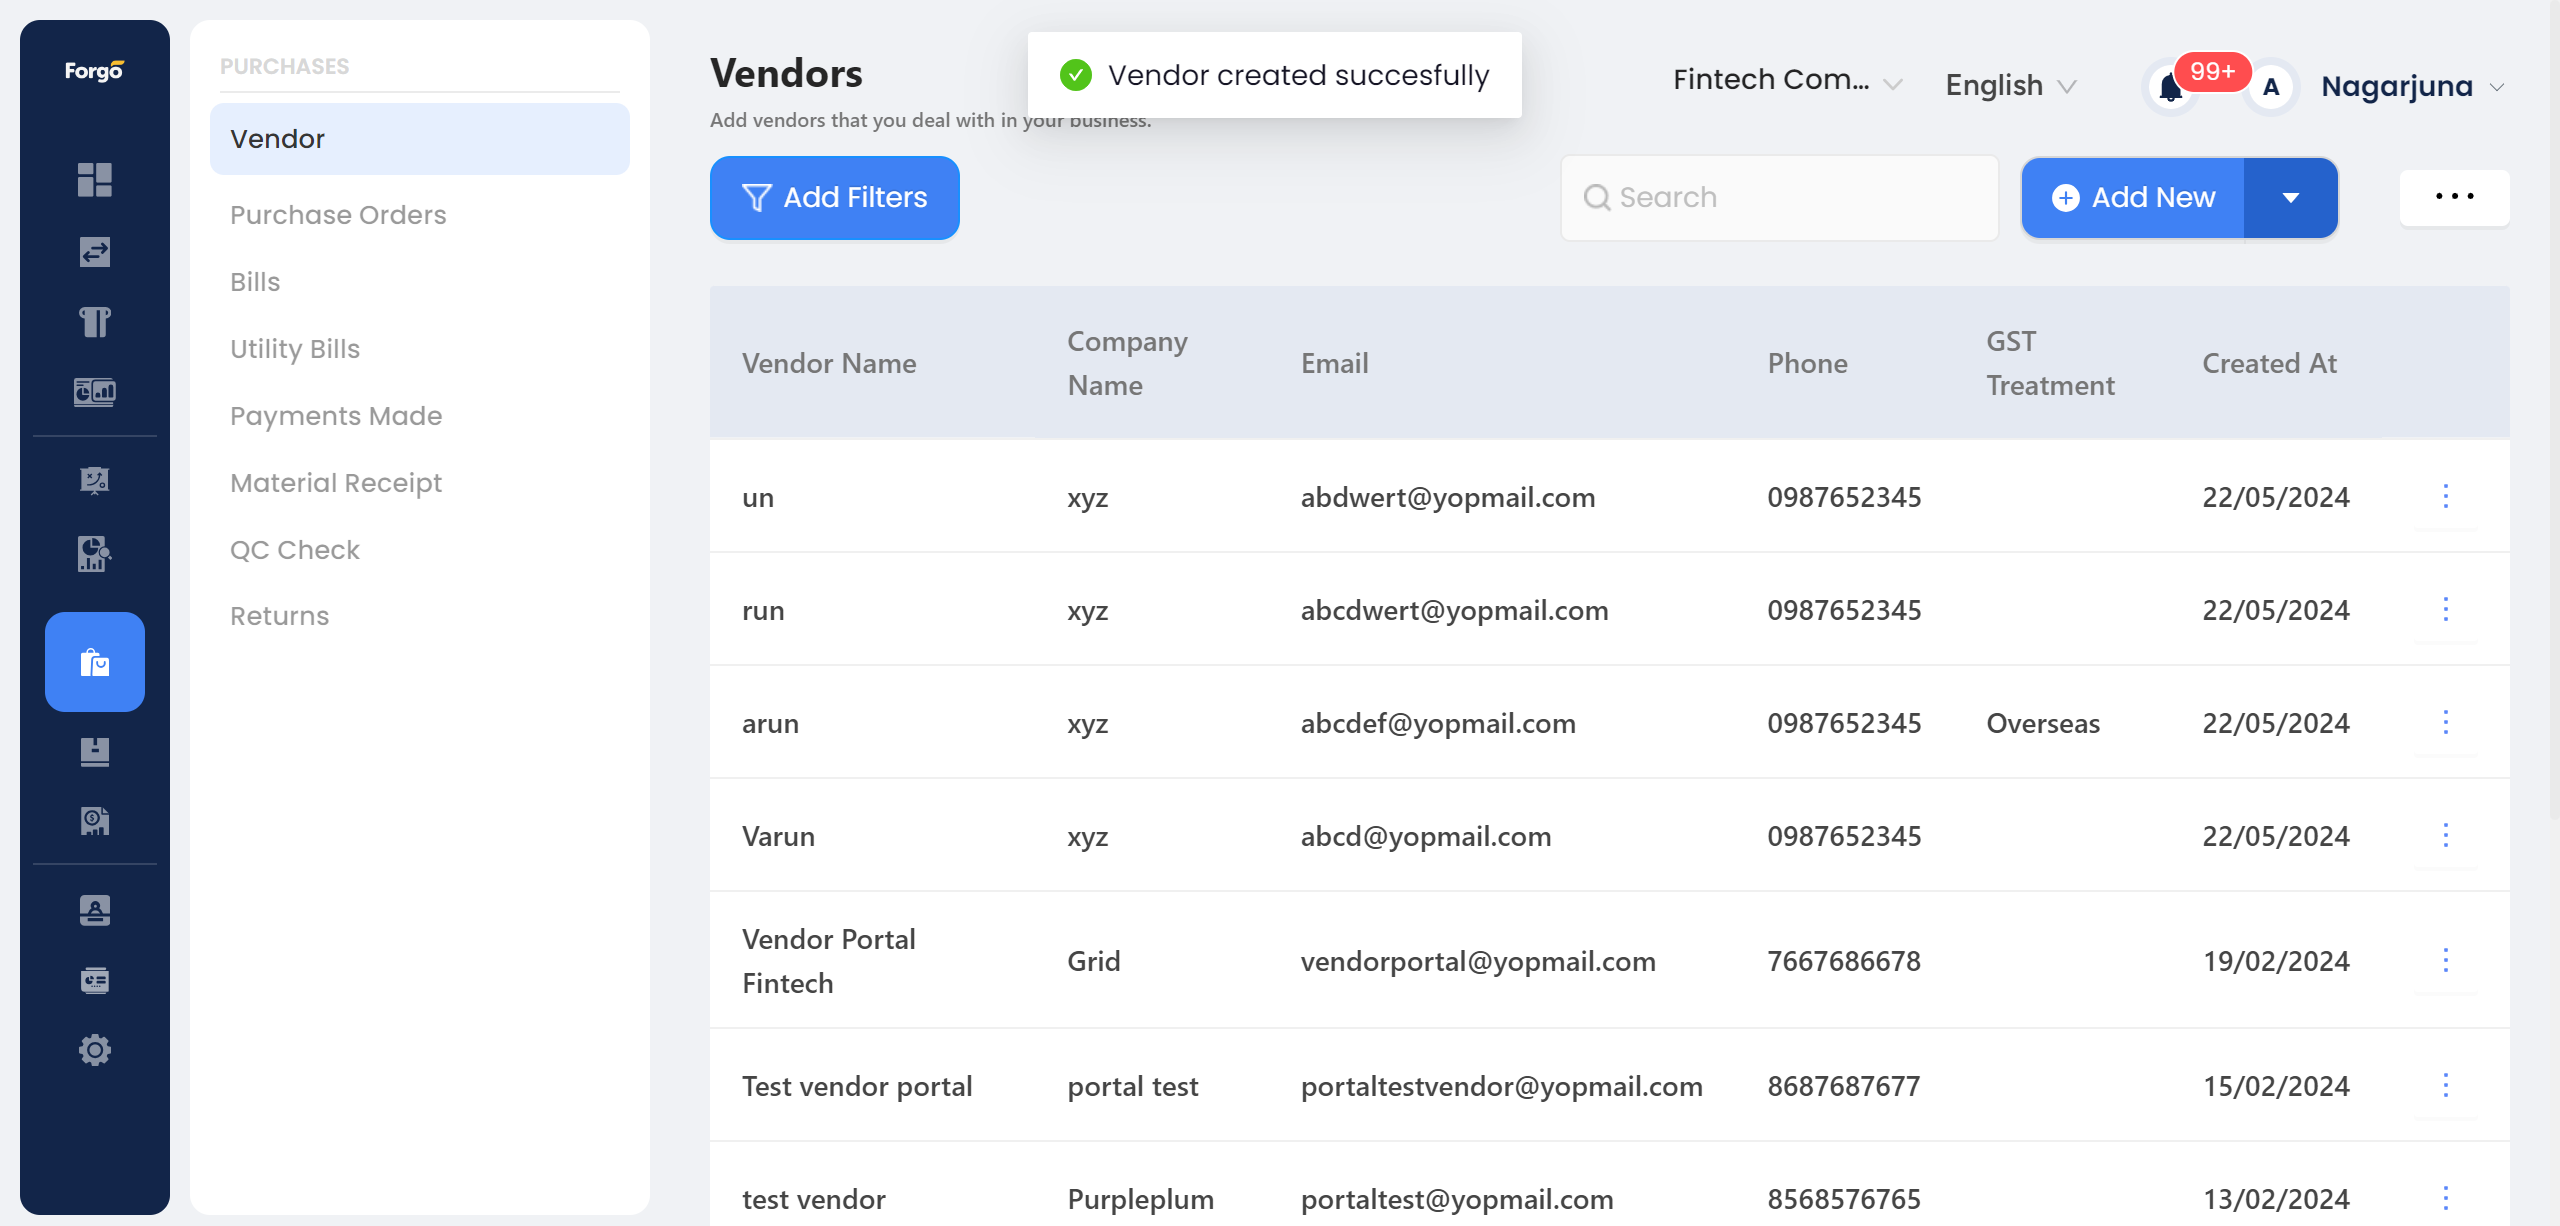 Forgo
PURCHASES
Vendor
Purchase Orders
Bills
Utility Bills
Payments Made
Material Receipt
QC Check
Returns
Vendors
Add vendors that you deal with in your business.
Vendor created succesfully
Fintech Com...
English
99+
A
Nagarjuna
Add Filters
Search
Add New
Vendor Name
Company
Name
Email
Phone
GST
Treatment
Created At
un xyz abdwert@yopmail.com 0987652345 22/05/2024
run xyz abcdwert@yopmail.com 0987652345 22/05/2024
arun xyz abcdef@yopmail.com 0987652345 Overseas 22/05/2024
Varun xyz abcd@yopmail.com 0987652345 22/05/2024
Vendor Portal
Fintech
Grid vendorportal@yopmail.com 7667686678 19/02/2024
Test vendor portal portal test portaltestvendor@yopmail.com 8687687677 15/02/2024
test vendor Purpleplum portaltest@yopmail.com 8568576765 13/02/2024